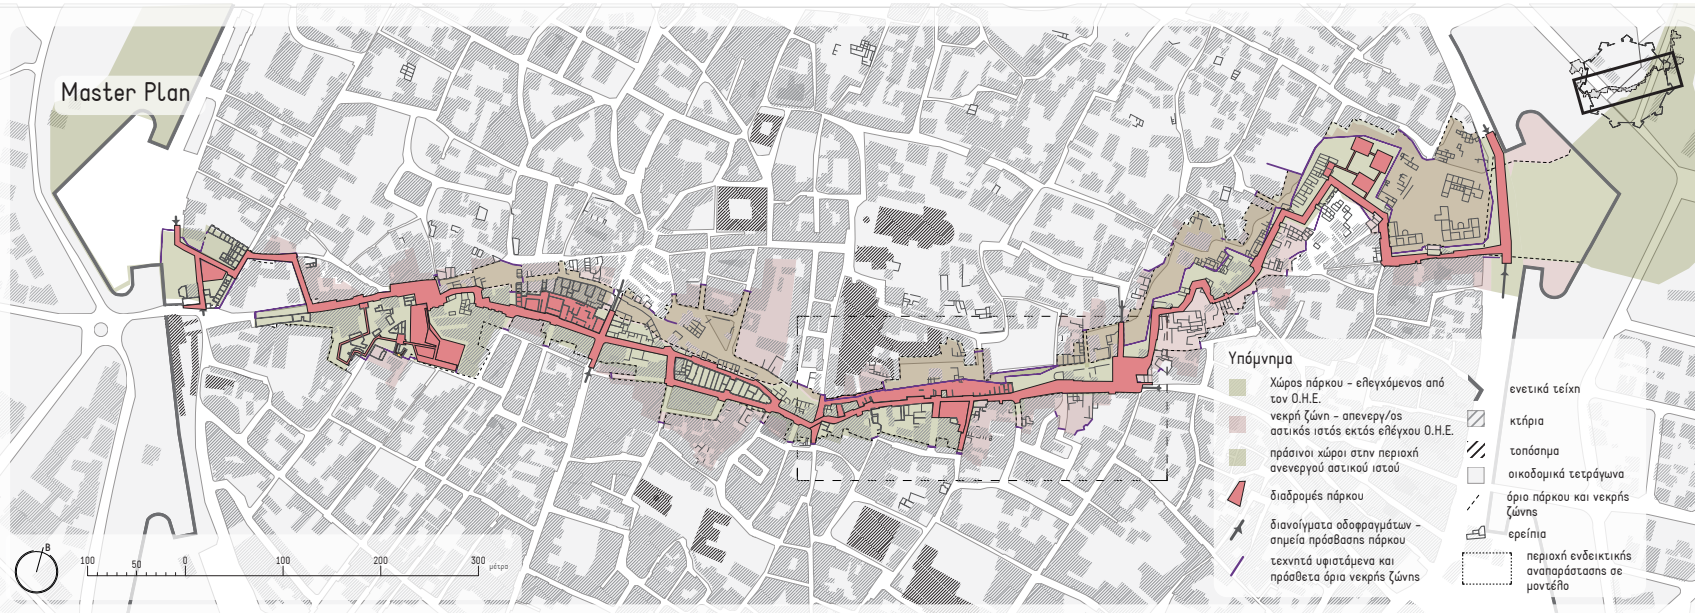 Master Plan
Υπόμνημα
Χώρος πάρκου - ελεγχόμενος από
τον Ο.Η.Ε.
νεκρή ζώνη - απενεργ/ος
αστικός ιστός εκτός ελέγχου Ο.Η.Ε.
πράσινοι χώροι στην περιοχή
ανενεργού αστικού ιστού
διαδρομές πάρκου
διανοίγματα οδοφραγμάτων -
σημεία πρόσβασης πάρκου
τεχνητά υφιστάμενα και
πρόσθετα όρια νεκρής ζώνης
ενετικά τείχη
κτήρια
τοπόσημα
οικοδομικά τετράγωνα
όριο πάρκου και νεκρής
ζώνης
ερείπια
περιοχή ενδεικτικής
αναπαράστασης σε
μοντέλο
Β
100 50 0 100 200 300 μέτρα